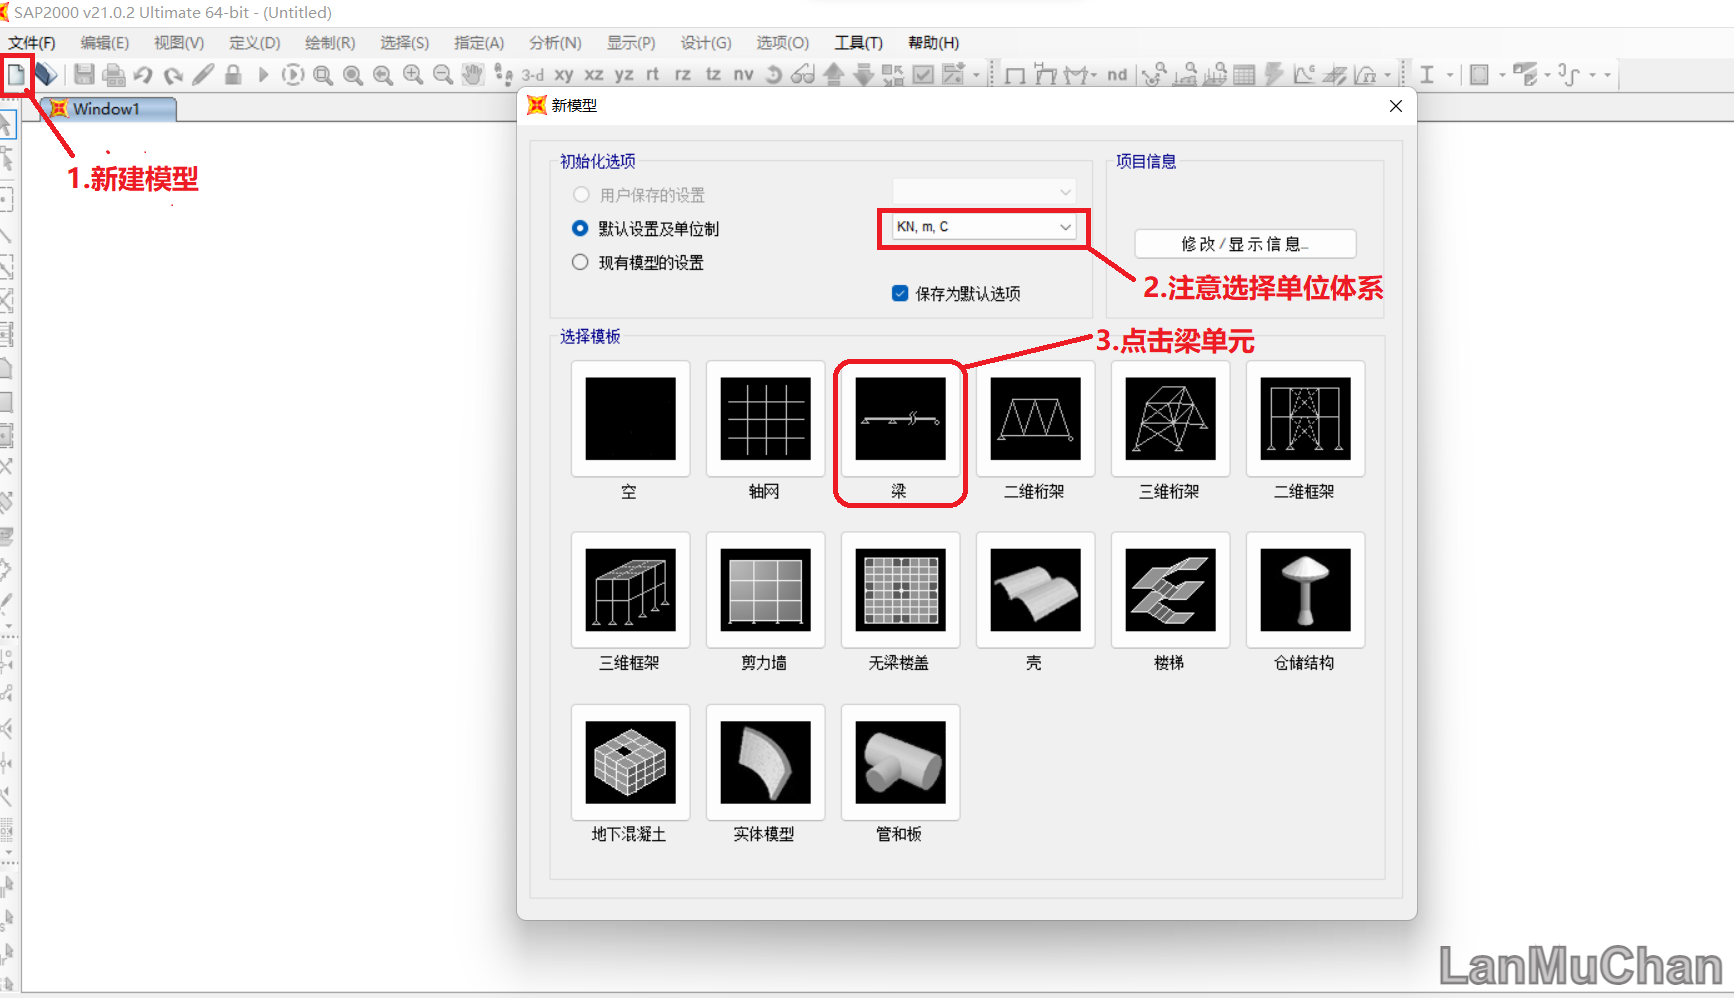 SAP2000 v21.0.2 Ultimate 64-bit - (Untitled)
文件(F) 编辑(E) 视图(V) 定义(D) 绘制(R) 选择(S) 指定(A) 分析(N) 显示(P) 设计(G) 选项(O) 工具(T) 帮助(H)
3-d xy xz yz rt rz tz nv nd
Window1
1.新建模型
新模型
初始化选项
用户保存的设置
默认设置及单位制
KN, m, C
现有模型的设置
保存为默认选项
项目信息
修改/显示信息...
2.注意选择单位体系
选择模板
3.点击梁单元
空 轴网 梁 二维桁架 三维桁架 二维框架
三维框架 剪力墙 无梁楼盖 壳 楼梯 仓储结构
地下混凝土 实体模型 管和板
LanMuChan